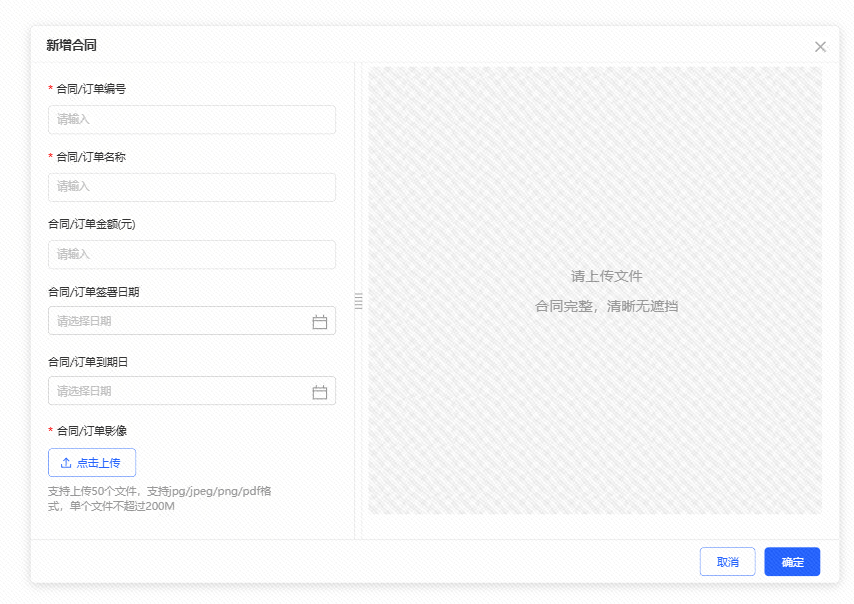 新增合同
* 合同/订单编号
请输入
* 合同/订单名称
请输入
合同/订单金额(元)
请输入
合同/订单签署日期
请选择日期
合同/订单到期日
请选择日期
* 合同/订单影像
点击上传
支持上传50个文件，支持jpg/jpeg/png/pdf格
式，单个文件不超过200M
请上传文件
合同完整，清晰无遮挡
取消
确定